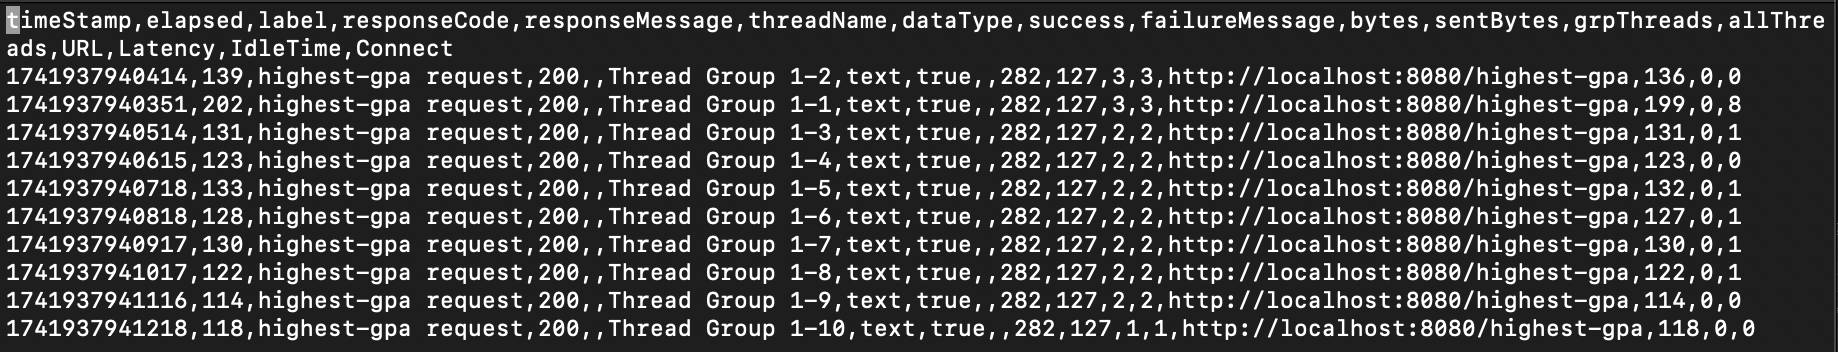 timeStamp,elapsed,label,responseCode,responseMessage,threadName,dataType,success,failureMessage,bytes,sentBytes,grpThreads,allThre
ads,URL,Latency,IdleTime,Connect
1741937940414,139,highest-gpa request,200,,Thread Group 1-2,text,true,,282,127,3,3,http://localhost:8080/highest-gpa,136,0,0
1741937940351,202,highest-gpa request,200,,Thread Group 1-1,text,true,,282,127,3,3,http://localhost:8080/highest-gpa,199,0,8
1741937940514,131,highest-gpa request,200,,Thread Group 1-3,text,true,,282,127,2,2,http://localhost:8080/highest-gpa,131,0,1
1741937940615,123,highest-gpa request,200,,Thread Group 1-4,text,true,,282,127,2,2,http://localhost:8080/highest-gpa,123,0,0
1741937940718,133,highest-gpa request,200,,Thread Group 1-5,text,true,,282,127,2,2,http://localhost:8080/highest-gpa,132,0,1
1741937940818,128,highest-gpa request,200,,Thread Group 1-6,text,true,,282,127,2,2,http://localhost:8080/highest-gpa,127,0,1
1741937940917,130,highest-gpa request,200,,Thread Group 1-7,text,true,,282,127,2,2,http://localhost:8080/highest-gpa,130,0,1
1741937941017,122,highest-gpa request,200,,Thread Group 1-8,text,true,,282,127,2,2,http://localhost:8080/highest-gpa,122,0,1
1741937941116,114,highest-gpa request,200,,Thread Group 1-9,text,true,,282,127,2,2,http://localhost:8080/highest-gpa,114,0,0
1741937941218,118,highest-gpa request,200,,Thread Group 1-10,text,true,,282,127,1,1,http://localhost:8080/highest-gpa,118,0,0